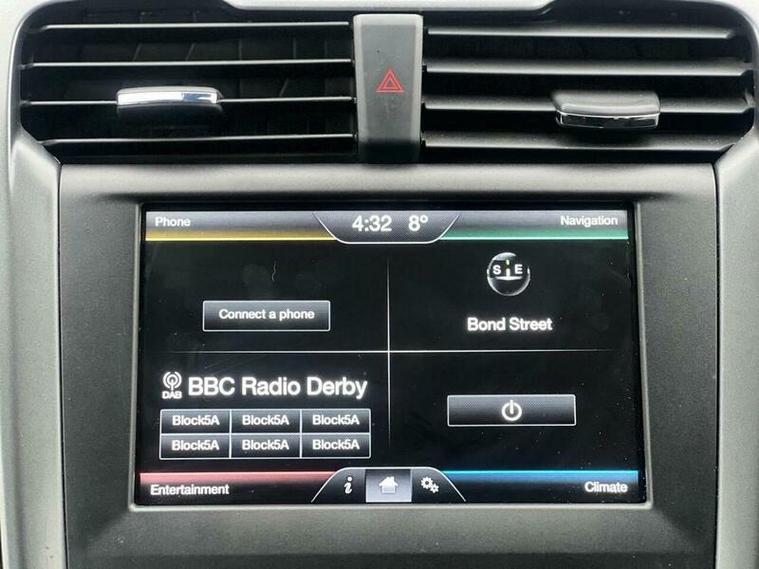 Phone 4:32 8° Navigation
S E
Connect a phone
Bond Street
DAB BBC Radio Derby
Block5A Block5A Block5A
Block5A Block5A Block5A
Entertainment i Climate